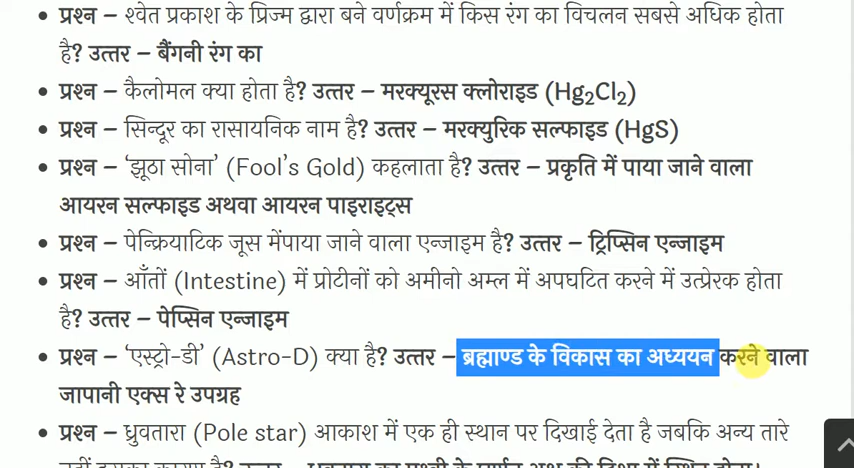 प्रश्न – श्वेत प्रकाश के प्रिज्म द्वारा बने वर्णक्रम में किस रंग का विचलन सबसे अधिक होता
है? उत्तर – बैंगनी रंग का
प्रश्न – कैलोमल क्या होता है? उत्तर – मरक्यूरस क्लोराइड (Hg₂Cl₂)
प्रश्न – सिन्दूर का रासायनिक नाम है? उत्तर – मरक्युरिक सल्फाइड (HgS)
प्रश्न – ‘झूठा सोना’ (Fool’s Gold) कहलाता है? उत्तर – प्रकृति में पाया जाने वाला
आयरन सल्फाइड अथवा आयरन पाइराइट्स
प्रश्न – पेन्क्रियाटिक जूस मेंपाया जाने वाला एन्जाइम है? उत्तर – ट्रिप्सिन एन्जाइम
प्रश्न – आँतों (Intestine) में प्रोटीनों को अमीनो अम्ल में अपघटित करने में उत्प्रेरक होता
है? उत्तर – पेप्सिन एन्जाइम
प्रश्न – ‘एस्ट्रो-डी’ (Astro-D) क्या है? उत्तर – ब्रह्माण्ड के विकास का अध्ययन करने वाला
जापानी एक्स रे उपग्रह
प्रश्न – ध्रुवतारा (Pole star) आकाश में एक ही स्थान पर दिखाई देता है जबकि अन्य तारे